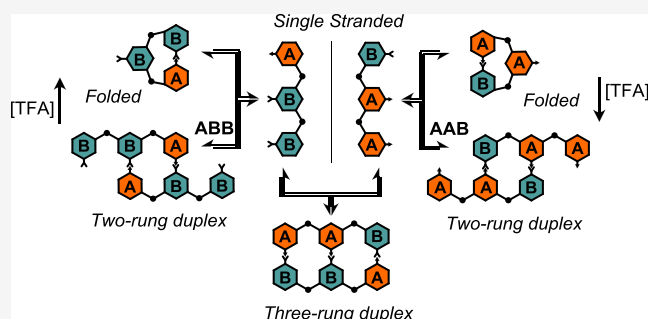 Single Stranded
B
B A
Folded
[TFA]
A
B
B
B
A
A
ABB
AAB
A
B A
Folded
[TFA]
B B A
A B B
Two-rung duplex
B A A
A A B
Two-rung duplex
A A B
B B A
Three-rung duplex